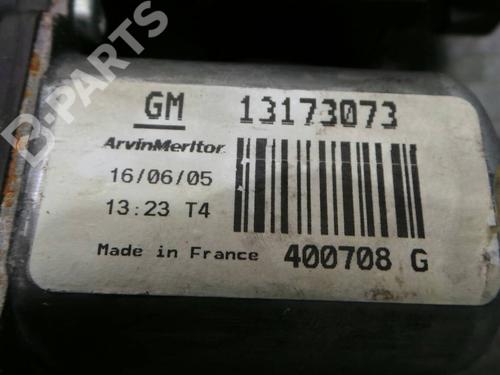 B-PARTS
GM 13173073
ArvinMeritor
16/06/05
13:23 T4
Made in France 400708 G